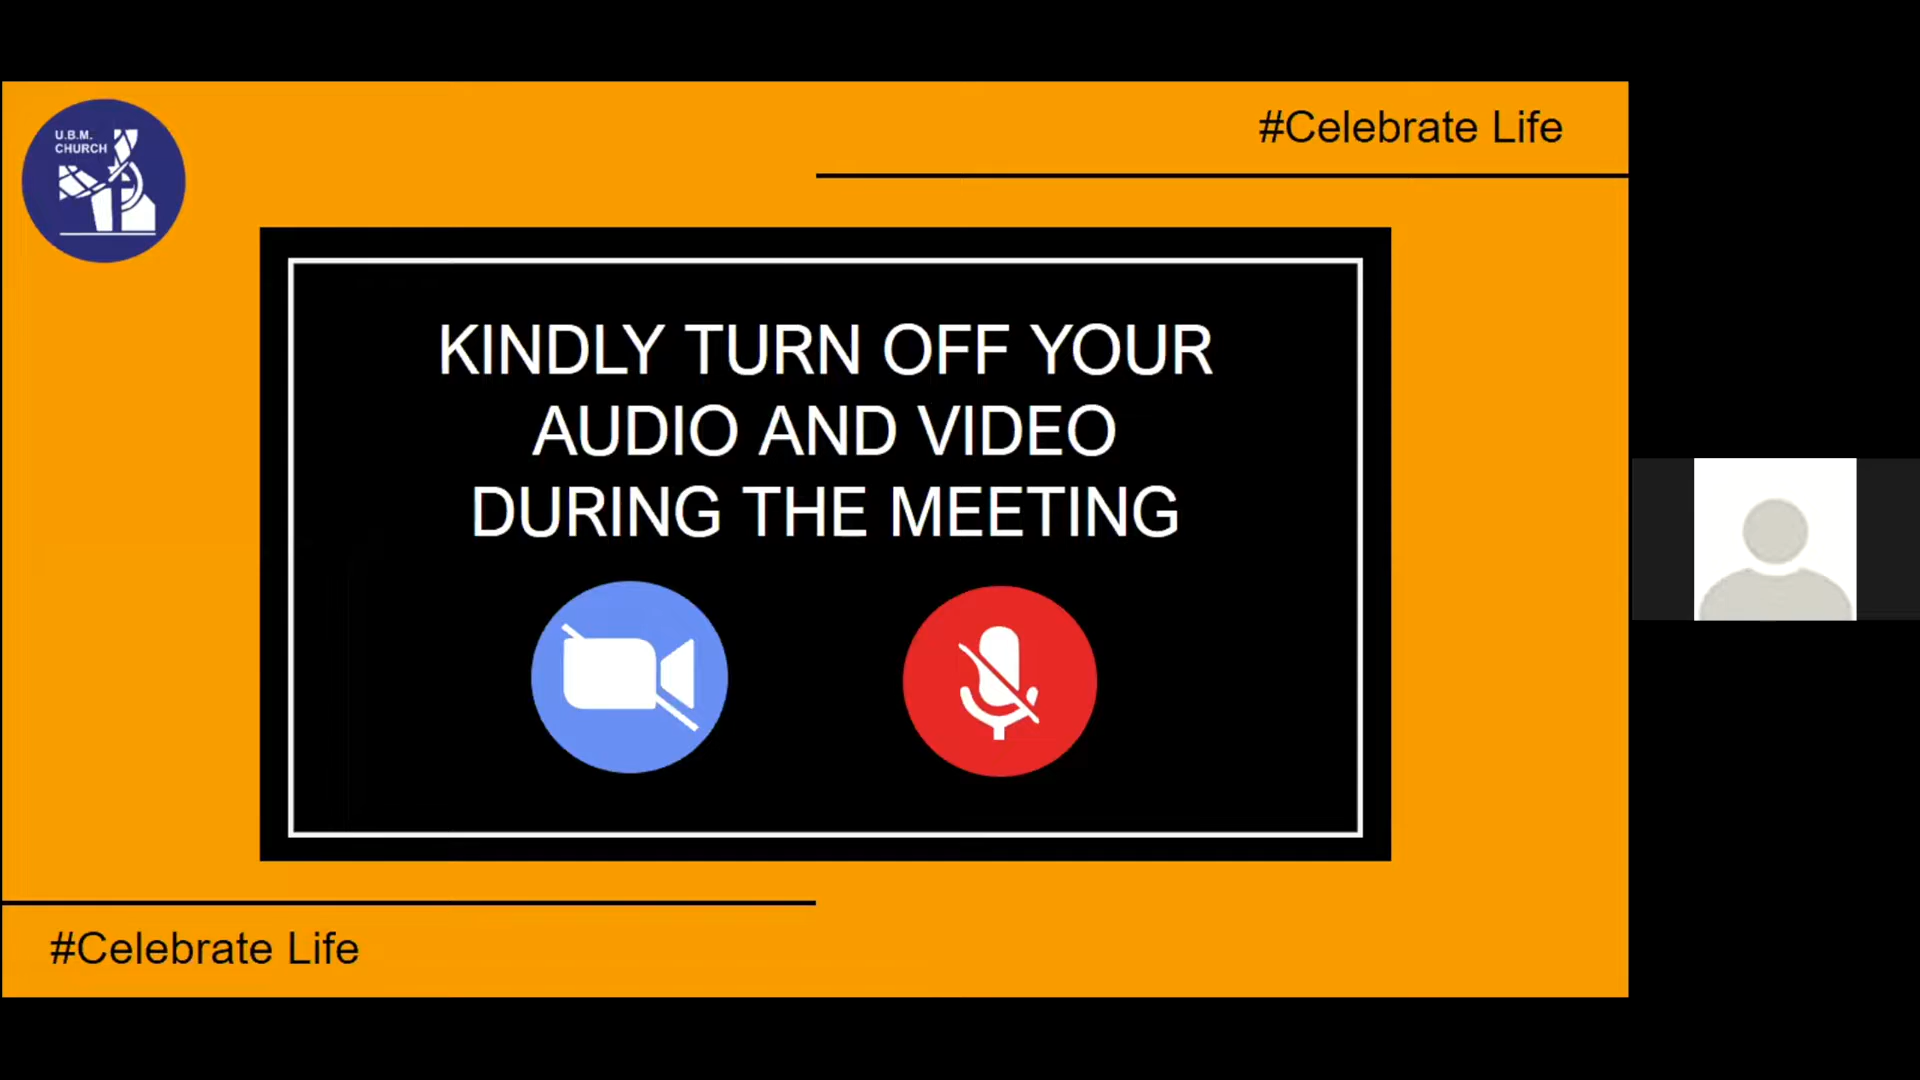 U.B.M.
CHURCH
#Celebrate Life
KINDLY TURN OFF YOUR
AUDIO AND VIDEO
DURING THE MEETING
#Celebrate Life